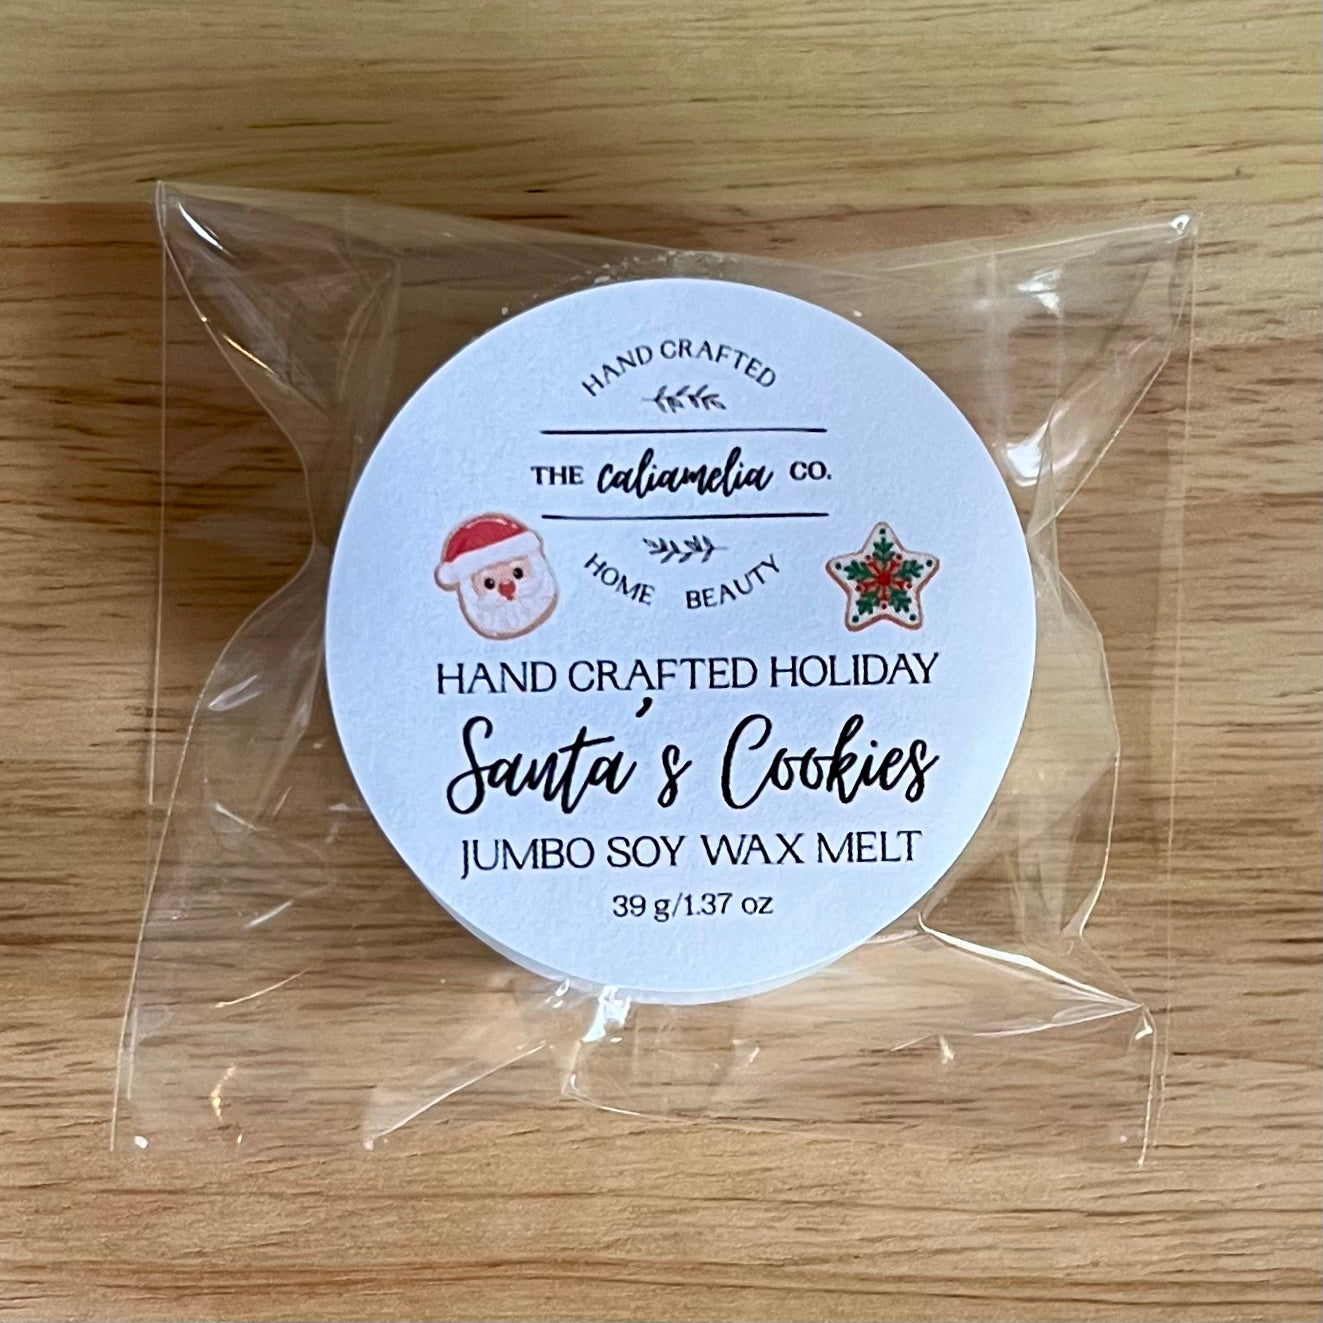 HAND CRAFTED
THE caliamelia CO.
HOME BEAUTY
HAND CRAFTED HOLIDAY
Santa's Cookies
JUMBO SOY WAX MELT
39 g/1.37 oz